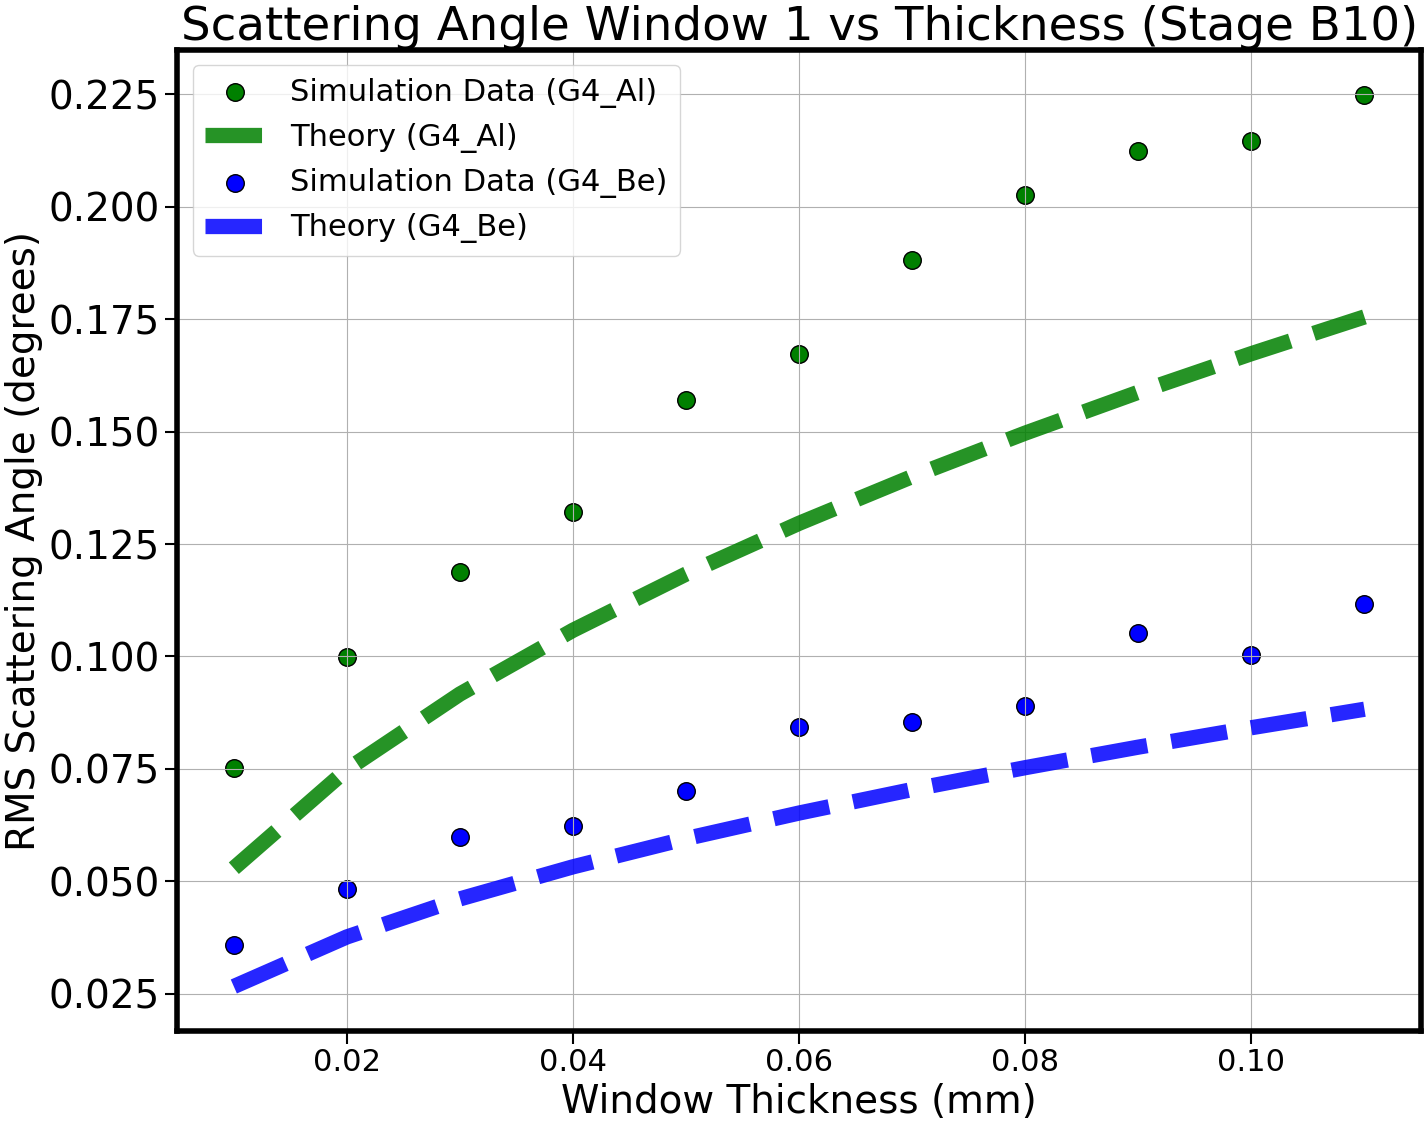 Scattering Angle Window 1 vs Thickness (Stage B10)
Simulation Data (G4_Al)
Theory (G4_Al)
Simulation Data (G4_Be)
Theory (G4_Be)
RMS Scattering Angle (degrees)
0.225
0.200
0.175
0.150
0.125
0.100
0.075
0.050
0.025
0.02 0.04 0.06 0.08 0.10
Window Thickness (mm)